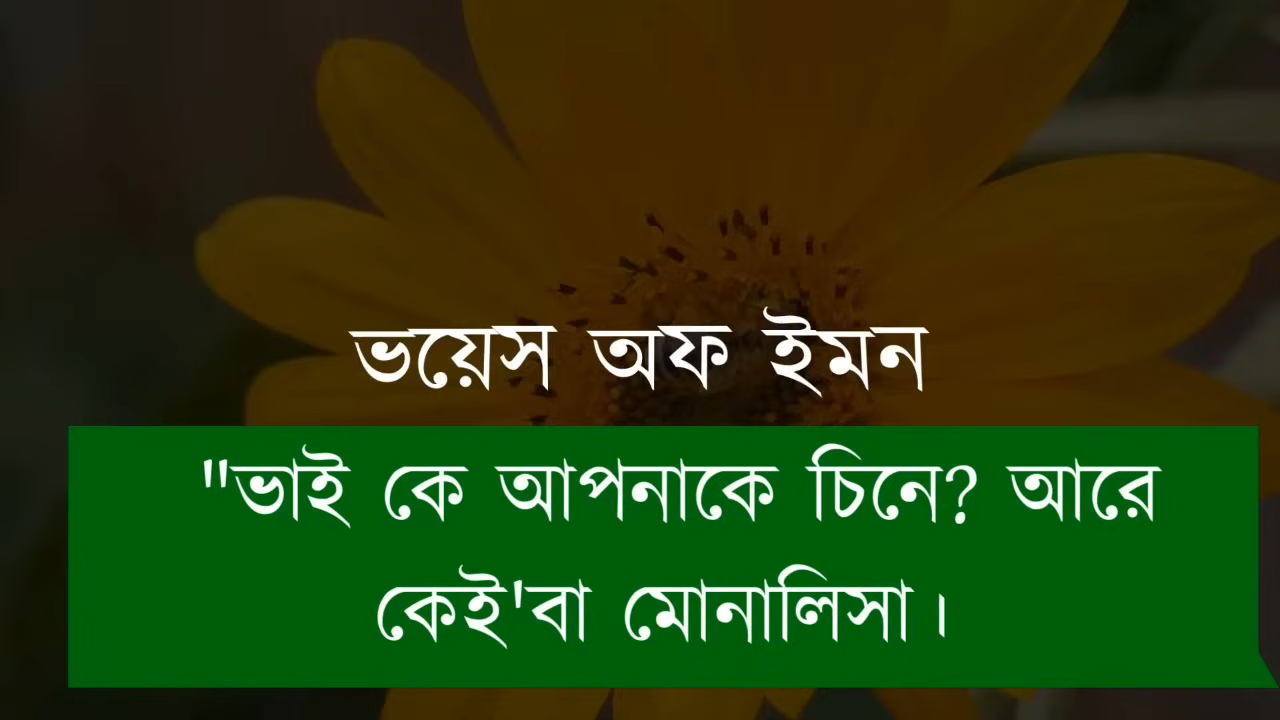 ভয়েস অফ ইমন
"ভাই কে আপনাকে চিনে? আরে
কেই'বা মোনালিসা।